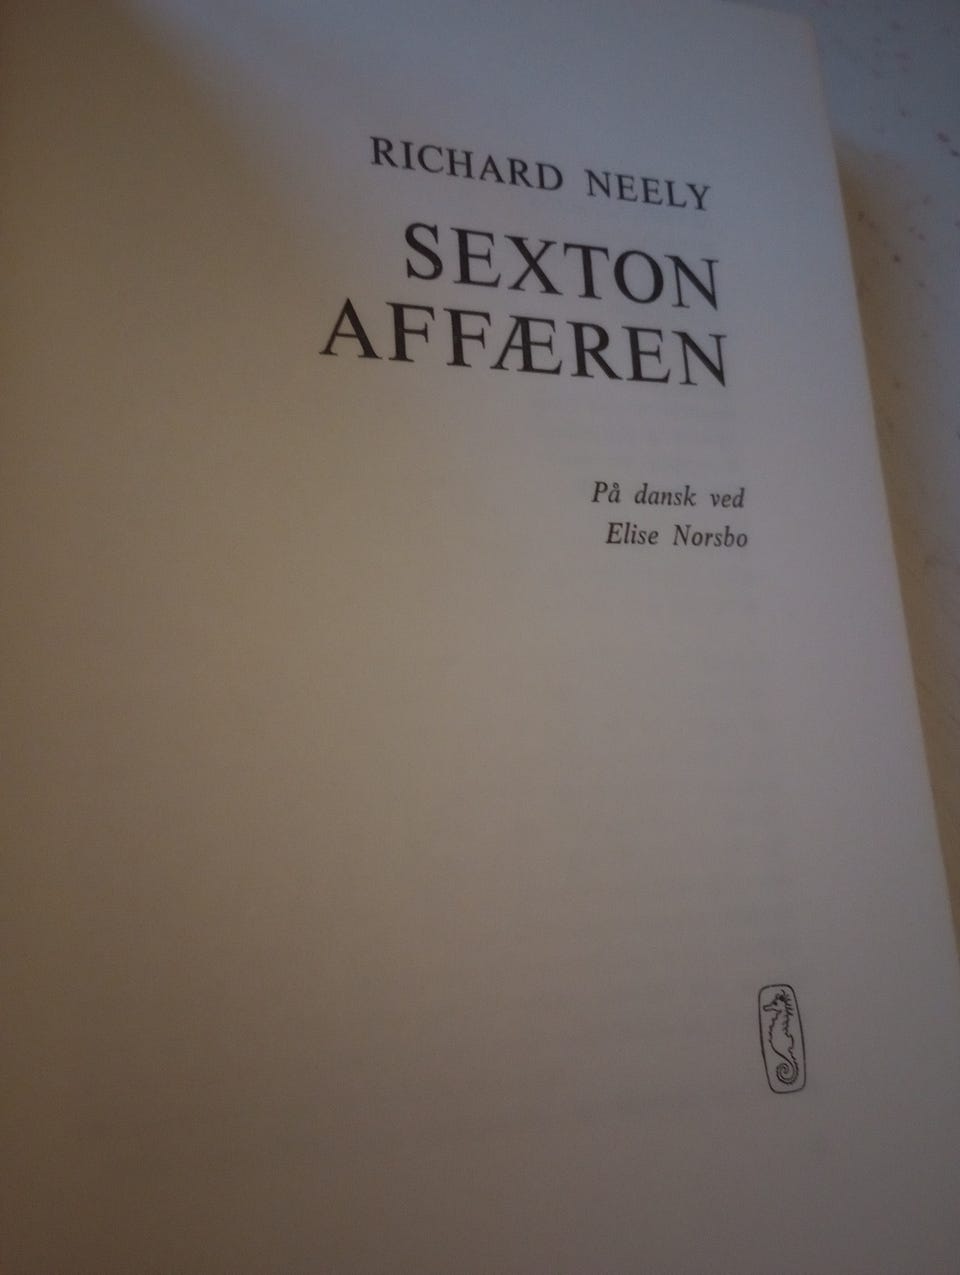 RICHARD NEELY
SEXTON
AFFÆREN
På dansk ved
Elise Norsbo